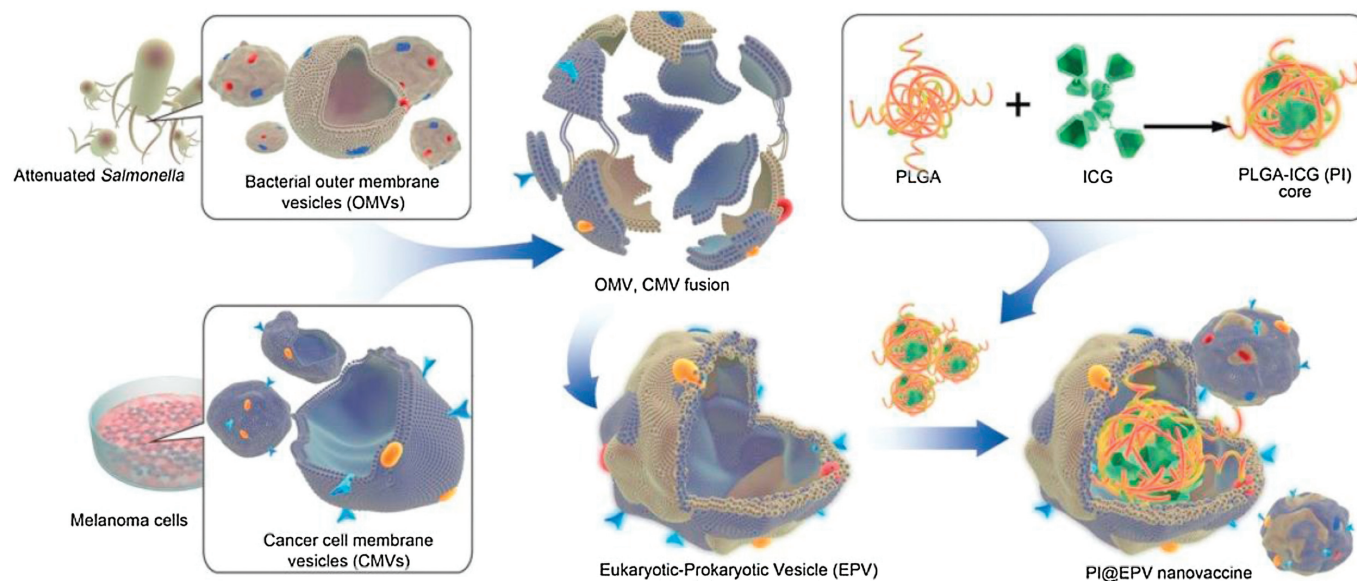 Attenuated Salmonella
Bacterial outer membrane
vesicles (OMVs)
OMV, CMV fusion
PLGA
+
ICG
PLGA-ICG (PI)
core
Melanoma cells
Cancer cell membrane
vesicles (CMVs)
Eukaryotic-Prokaryotic Vesicle (EPV)
PI@EPV nanovaccine